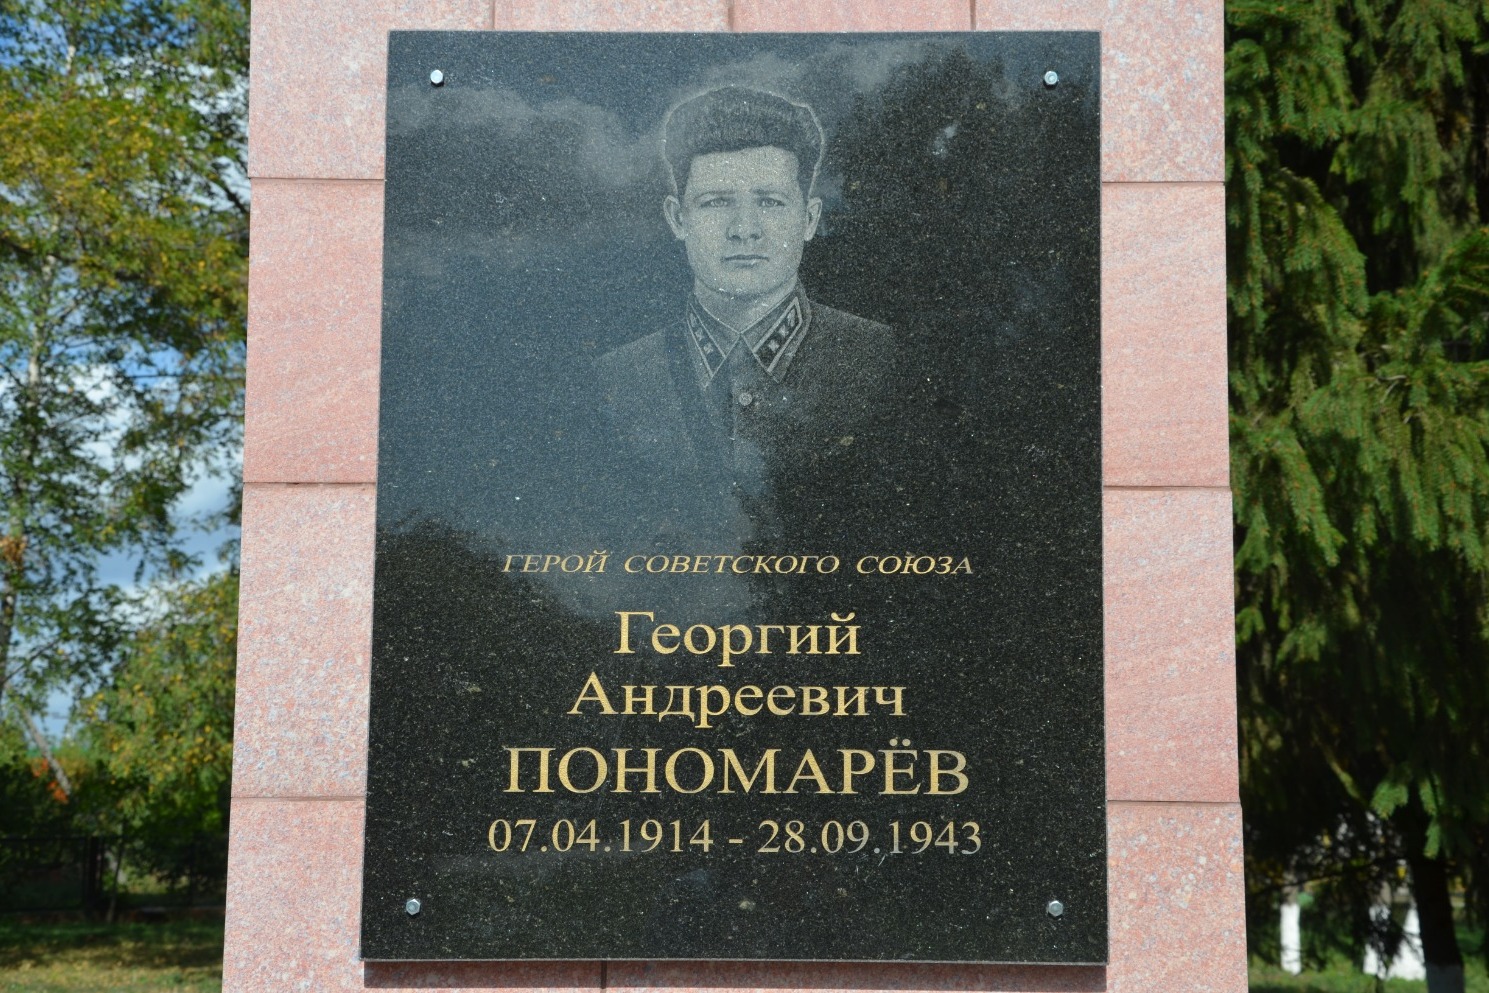 ГЕРОЙ СОВЕТСКОГО СОЮЗА
Георгий
Андреевич
ПОНОМАРЁВ
07.04.1914 - 28.09.1943